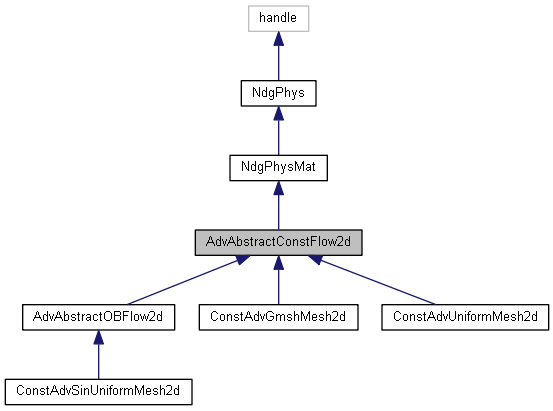 handle
NdgPhys
NdgPhysMat
AdvAbstractConstFlow2d
AdvAbstractOBFlow2d
ConstAdvGmshMesh2d
ConstAdvUniformMesh2d
ConstAdvSinUniformMesh2d